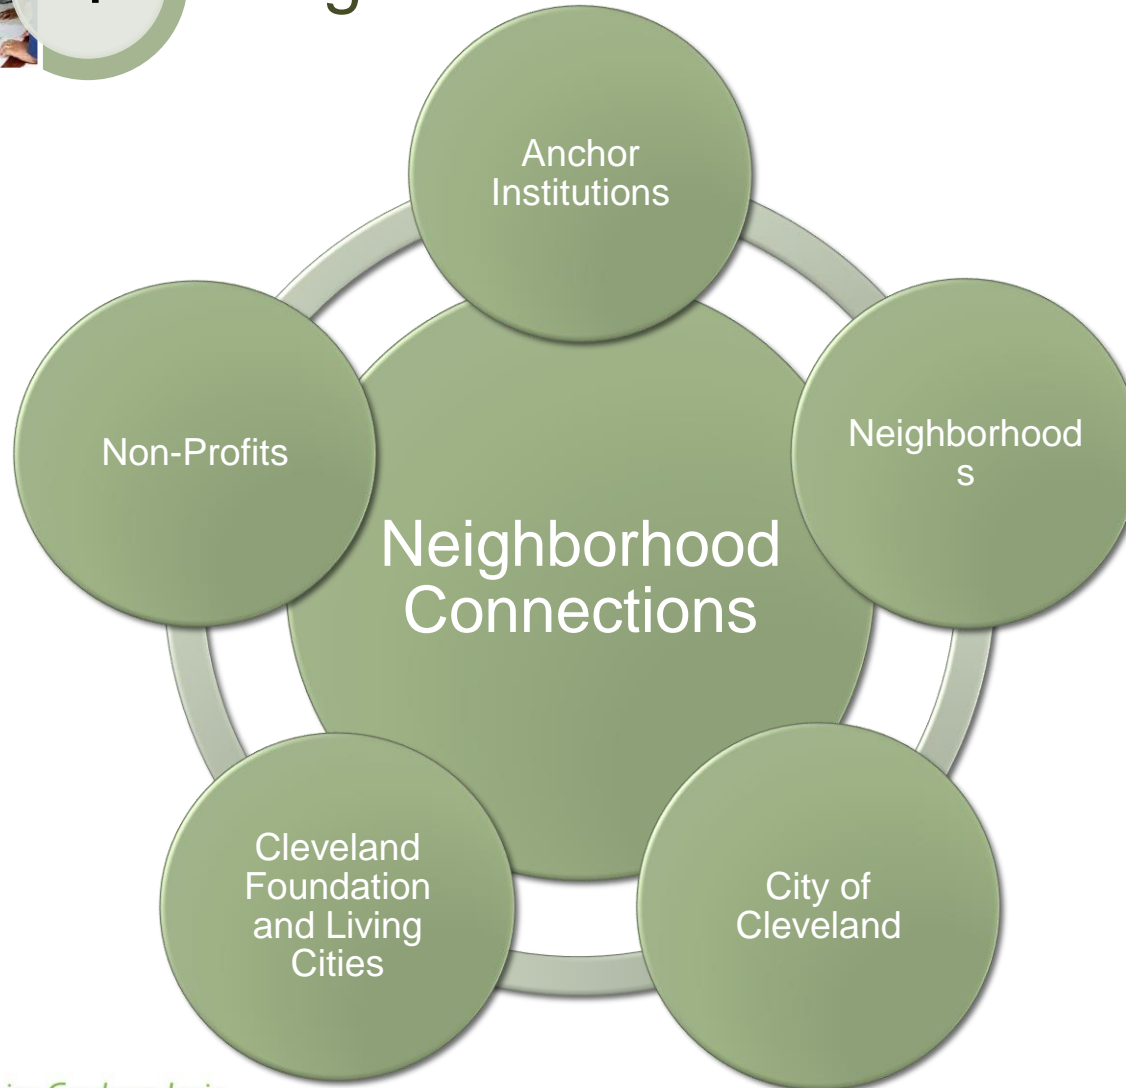 Anchor
Institutions
Neighborhood
s
Non-Profits
Neighborhood
Connections
Cleveland
Foundation
and Living
Cities
City of
Cleveland